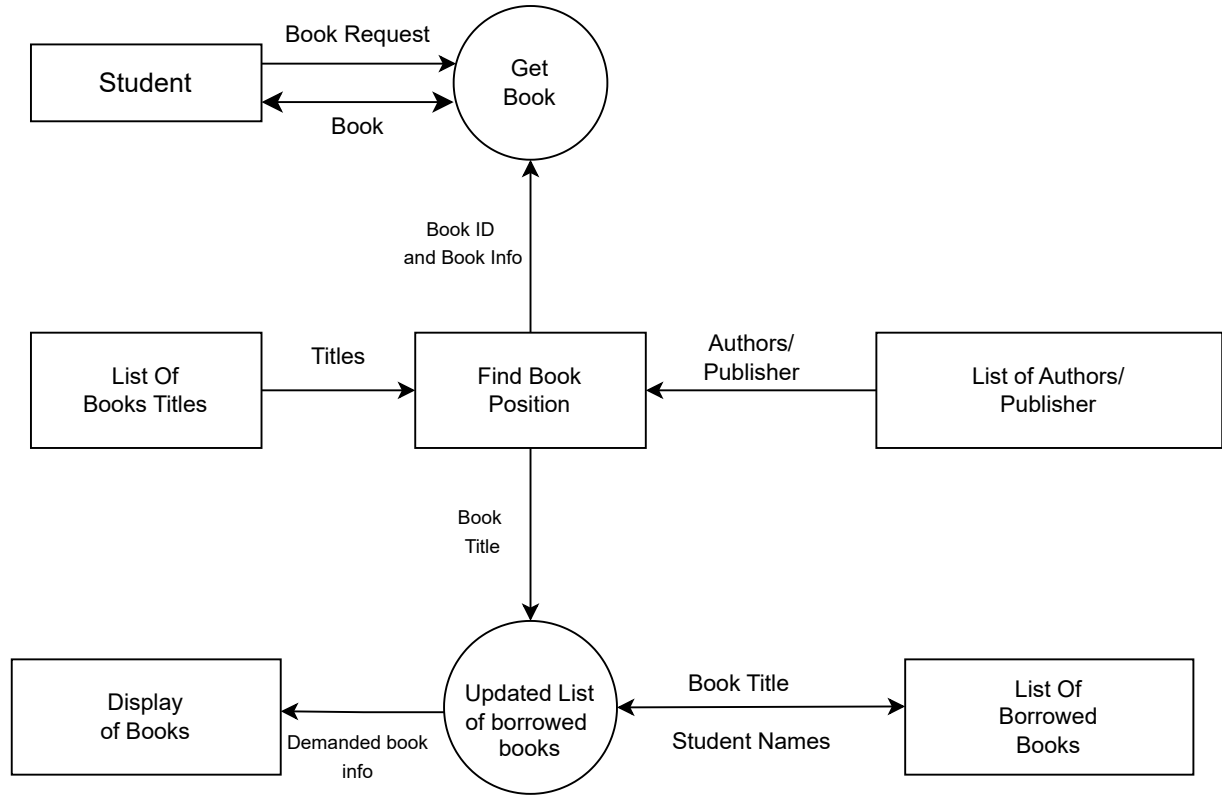 Book Request
Student
Get
Book
Book
Book ID
and Book Info
List Of
Books Titles
Titles
Find Book
Position
Authors/
Publisher
List of Authors/
Publisher
Book
Title
Display
of Books
Demanded book
info
Updated List
of borrowed
books
Book Title
Student Names
List Of
Borrowed
Books